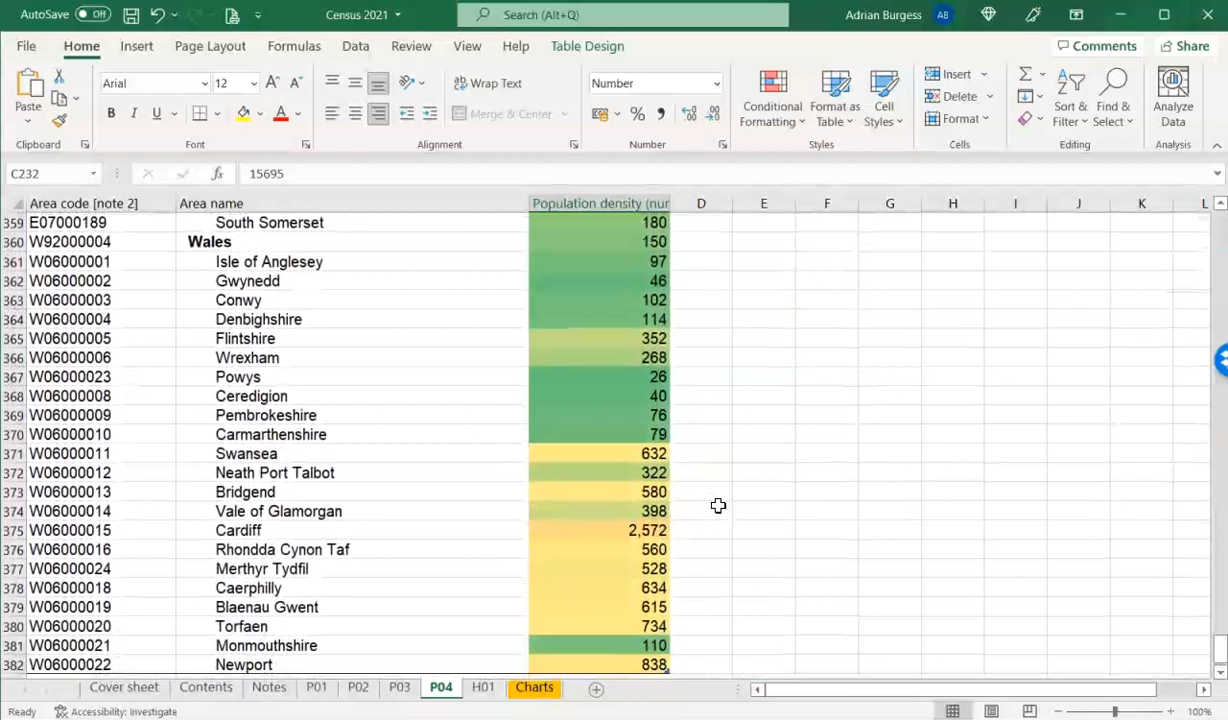 AutoSave Off Census 2021 Search (Alt+Q) Adrian Burgess AB
File Home Insert Page Layout Formulas Data Review View Help Table Design Comments Share
Paste Arial 12 Wrap Text Number Conditional Formatting Format as Table Cell Styles Insert Sort & Filter Find & Select Analyze Data
B I U Merge & Center Delete
Format
Clipboard Font Alignment Number Styles Cells Editing Analysis
C232 fx 15695
Area code [note 2] Area name Population density (nur D E F G H I J K L
359 E07000189 South Somerset 180
360 W92000004 Wales 150
361 W06000001 Isle of Anglesey 97
362 W06000002 Gwynedd 46
363 W06000003 Conwy 102
364 W06000004 Denbighshire 114
365 W06000005 Flintshire 352
366 W06000006 Wrexham 268
367 W06000023 Powys 26
368 W06000008 Ceredigion 40
369 W06000009 Pembrokeshire 76
370 W06000010 Carmarthenshire 79
371 W06000011 Swansea 632
372 W06000012 Neath Port Talbot 322
373 W06000013 Bridgend 580
374 W06000014 Vale of Glamorgan 398
375 W06000015 Cardiff 2,572
376 W06000016 Rhondda Cynon Taf 560
377 W06000024 Merthyr Tydfil 528
378 W06000018 Caerphilly 634
379 W06000019 Blaenau Gwent 615
380 W06000020 Torfaen 734
381 W06000021 Monmouthshire 110
382 W06000022 Newport 838
Cover sheet Contents Notes P01 P02 P03 P04 H01 Charts
Ready Accessibility: Investigate 100%